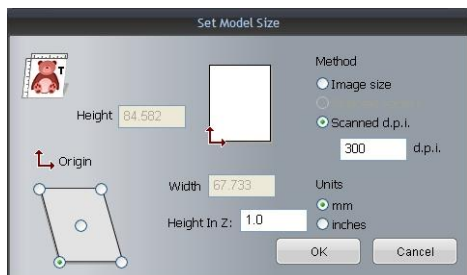 Set Model Size
T
Method
Image size
Scanned d.p.i.
300 d.p.i.
Height 84.582
Origin
Width 67.733
Height In Z: 1.0
Units
mm
inches
OK Cancel